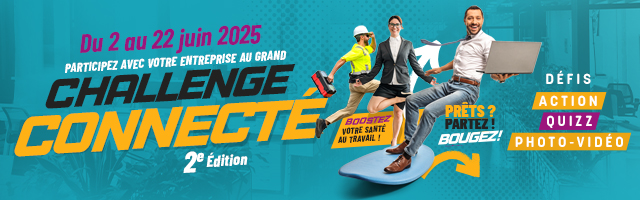 Du 2 au 22 juin 2025
PARTICIPEZ AVEC VOTRE ENTREPRISE AU GRAND
CHALLENGE
CONNECTÉ
2e Édition
BOOSTEZ
VOTRE SANTÉ
AU TRAVAIL !
PRÊTS ?
PARTEZ !
BOUGEZ!
DÉFIS
ACTION
QUIZZ
PHOTO-VIDÉO